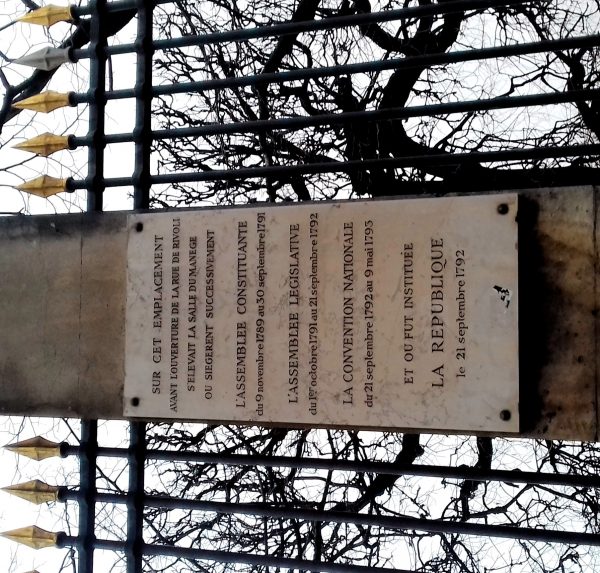 SUR CET EMPLACEMENT
AVANT L'OUVERTURE DE LA RUE DE RIVOLI
S'ELEVAIT LA SALLE DU MANEGE
OU SIEGERENT SUCCESSIVEMENT
L'ASSEMBLEE CONSTITUANTE
du 9 novembre 1789 au 30 septembre 1791
L'ASSEMBLEE LEGISLATIVE
du 1er octobre 1791 au 21 septembre 1792
LA CONVENTION NATIONALE
du 21 septembre 1792 au 9 mai 1793
ET OU FUT INSTITUÉE
LA REPUBLIQUE
le 21 septembre 1792